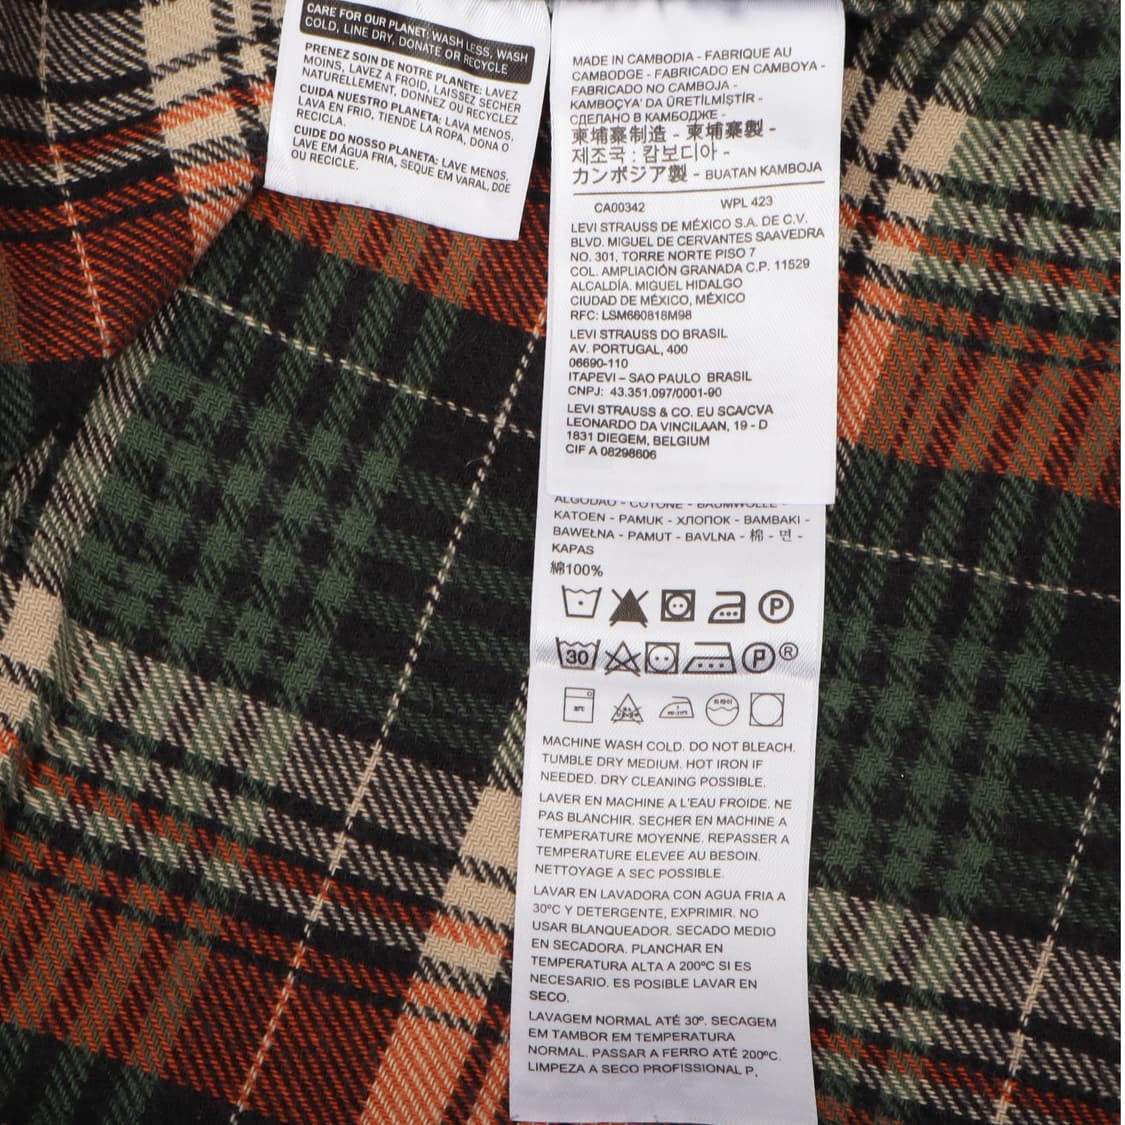 CARE FOR OUR PLANET: WASH LESS, WASH
COLD, LINE DRY, DONATE OR RECYCLE
PRENEZ SOIN DE NOTRE PLANETE: LAVEZ
MOINS, LAVEZ A FROID, LAISSEZ SECHER
NATURELLEMENT, DONNEZ OU RECYCLEZ
CUIDA NUESTRO PLANETA: LAVA MENOS,
LAVA EN FRIO, TIENDE LA ROPA, DONA O
RECICLA.
CUIDE DO NOSSO PLANETA: LAVE MENOS,
LAVE EM ÁGUA FRIA, SEQUE EM VARAL, DOE
OU RECICLE.
MADE IN CAMBODIA - FABRIQUE AU
CAMBODGE - FABRICADO EN CAMBOYA -
FABRICADO NO CAMBOJA -
KAMBOÇYA' DA ÜRETİLMİŞTİR -
СДЕЛАНО В КАМБОДЖЕ -
柬埔寨制造 - 柬埔寨製 -
제조국 : 캄보디아 -
カンボジア製 - BUATAN KAMBOJA
CA00342 WPL 423
LEVI STRAUSS DE MÉXICO S.A. DE C.V.
BLVD. MIGUEL DE CERVANTES SAAVEDRA
NO. 301, TORRE NORTE PISO 7
COL. AMPLIACIÓN GRANADA C.P. 11529
ALCALDÍA. MIGUEL HIDALGO
CIUDAD DE MÉXICO, MÉXICO
RFC: LSM660818M98
LEVI STRAUSS DO BRASIL
AV. PORTUGAL, 400
06690-110
ITAPEVI – SAO PAULO BRASIL
CNPJ: 43.351.097/0001-90
LEVI STRAUSS & CO. EU SCA/CVA
LEONARDO DA VINCILAAN, 19 - D
1831 DIEGEM, BELGIUM
CIF A 08298606
ALGODÃO - COTONE - BAUMWOLLE -
KATOEN - PAMUK - ХЛОПОК - BAMBAKI -
BAWEŁNA - PAMUT - BAVLNA - 棉 - 면 -
KAPAS
綿100%
P
30 P ®
MACHINE WASH COLD. DO NOT BLEACH.
TUMBLE DRY MEDIUM. HOT IRON IF
NEEDED. DRY CLEANING POSSIBLE.
LAVER EN MACHINE A L'EAU FROIDE. NE
PAS BLANCHIR. SECHER EN MACHINE A
TEMPERATURE MOYENNE. REPASSER A
TEMPERATURE ELEVEE AU BESOIN.
NETTOYAGE A SEC POSSIBLE.
LAVAR EN LAVADORA CON AGUA FRIA A
30ºC Y DETERGENTE, EXPRIMIR. NO
USAR BLANQUEADOR. SECADO MEDIO
EN SECADORA. PLANCHAR EN
TEMPERATURA ALTA A 200ºC SI ES
NECESARIO. ES POSIBLE LAVAR EN
SECO.
LAVAGEM NORMAL ATÉ 30º. SECAGEM
EM TAMBOR EM TEMPERATURA
NORMAL. PASSAR A FERRO ATÉ 200ºC.
LIMPEZA A SECO PROFISSIONAL P,